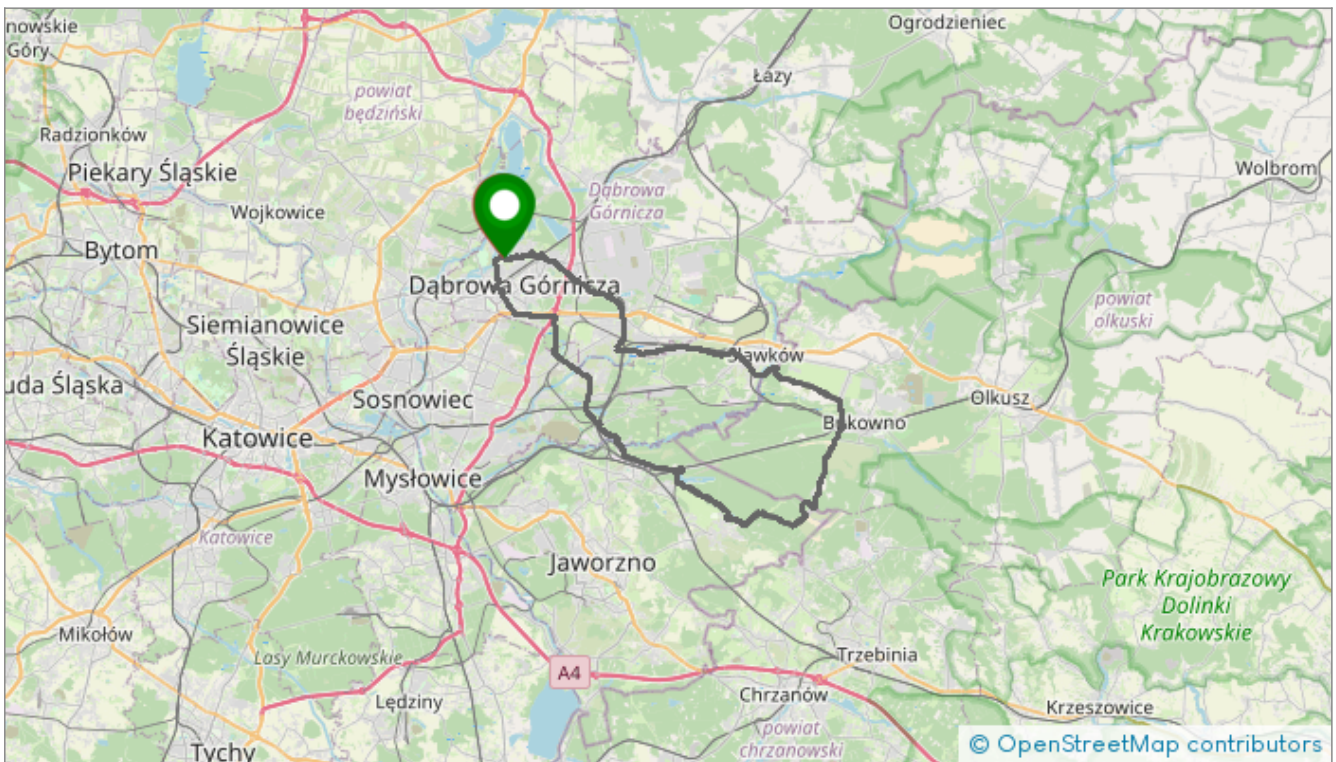 nowskie
Góry
Ogrodzieniec
Łazy
powiat
będziński
Radzionków
Piekary Śląskie
Wojkowice
Dąbrowa
Górnicza
Wolbrom
Bytom
Dąbrowa Górnicza
powiat
olkuski
Siemianowice
Śląskie
Sławków
uda Śląska
Sosnowiec
Olkusz
Bukowno
Katowice
Mysłowice
Katowice
Jaworzno
Park Krajobrazowy
Dolinki
Krakowskie
Mikołów
Lasy Murckowskie
Trzebinia
A4
Lędziny
Chrzanów
Krzeszowice
powiat
chrzanowski
Tychy
© OpenStreetMap contributors